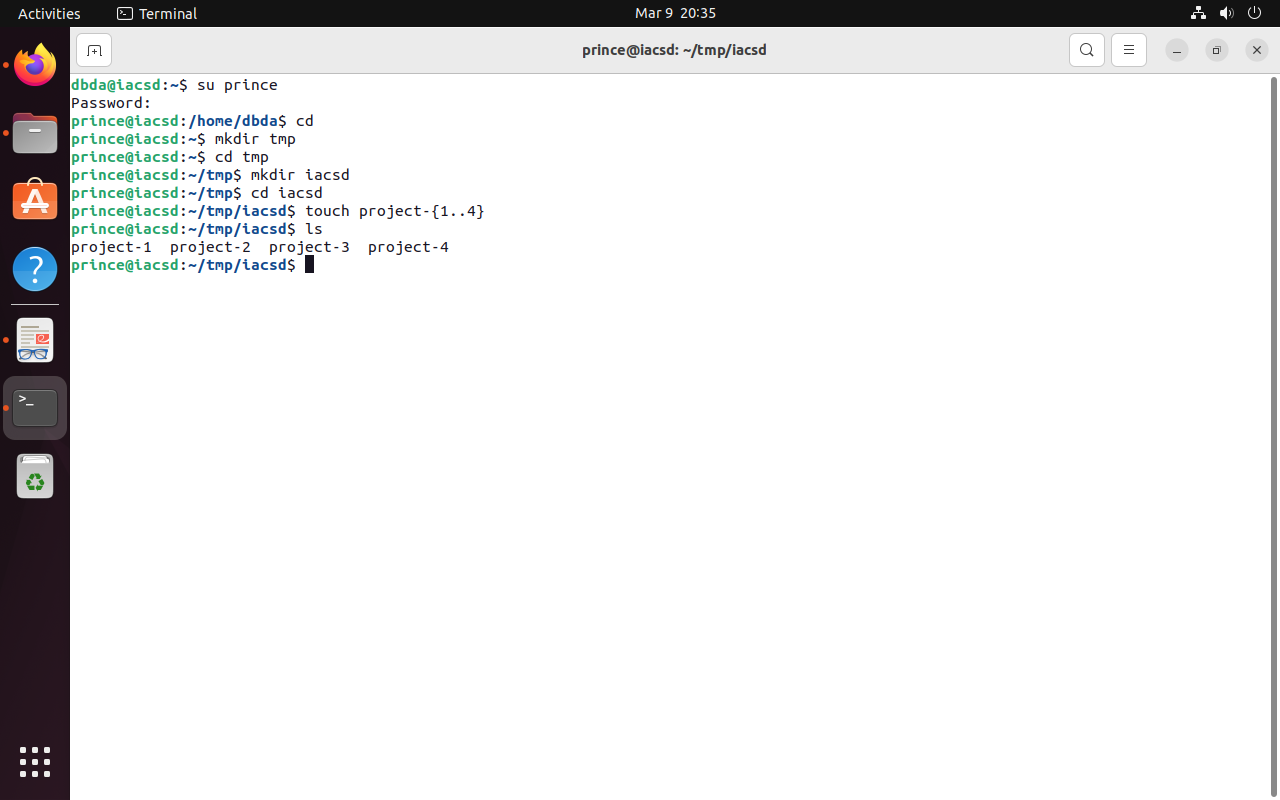 Activities Terminal Mar 9 20:35
prince@iacsd: ~/tmp/iacsd
dbda@iacsd:~$ su prince
Password:
prince@iacsd:/home/dbda$ cd
prince@iacsd:~$ mkdir tmp
prince@iacsd:~$ cd tmp
prince@iacsd:~/tmp$ mkdir iacsd
prince@iacsd:~/tmp$ cd iacsd
prince@iacsd:~/tmp/iacsd$ touch project-{1..4}
prince@iacsd:~/tmp/iacsd$ ls
project-1  project-2  project-3  project-4
prince@iacsd:~/tmp/iacsd$